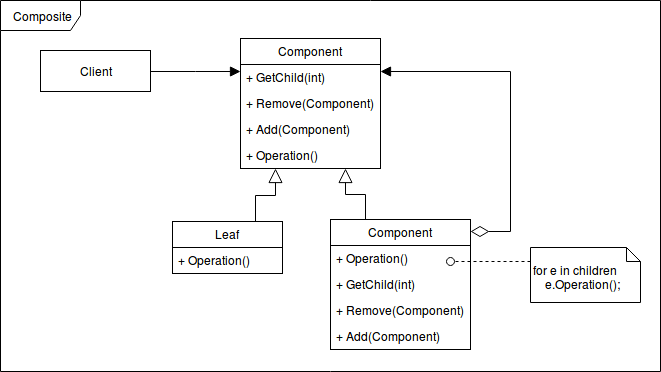 Composite
Client
Component
+ GetChild(int)
+ Remove(Component)
+ Add(Component)
+ Operation()
Leaf
+ Operation()
Component
+ Operation()
+ GetChild(int)
+ Remove(Component)
+ Add(Component)
for e in children
e.Operation();